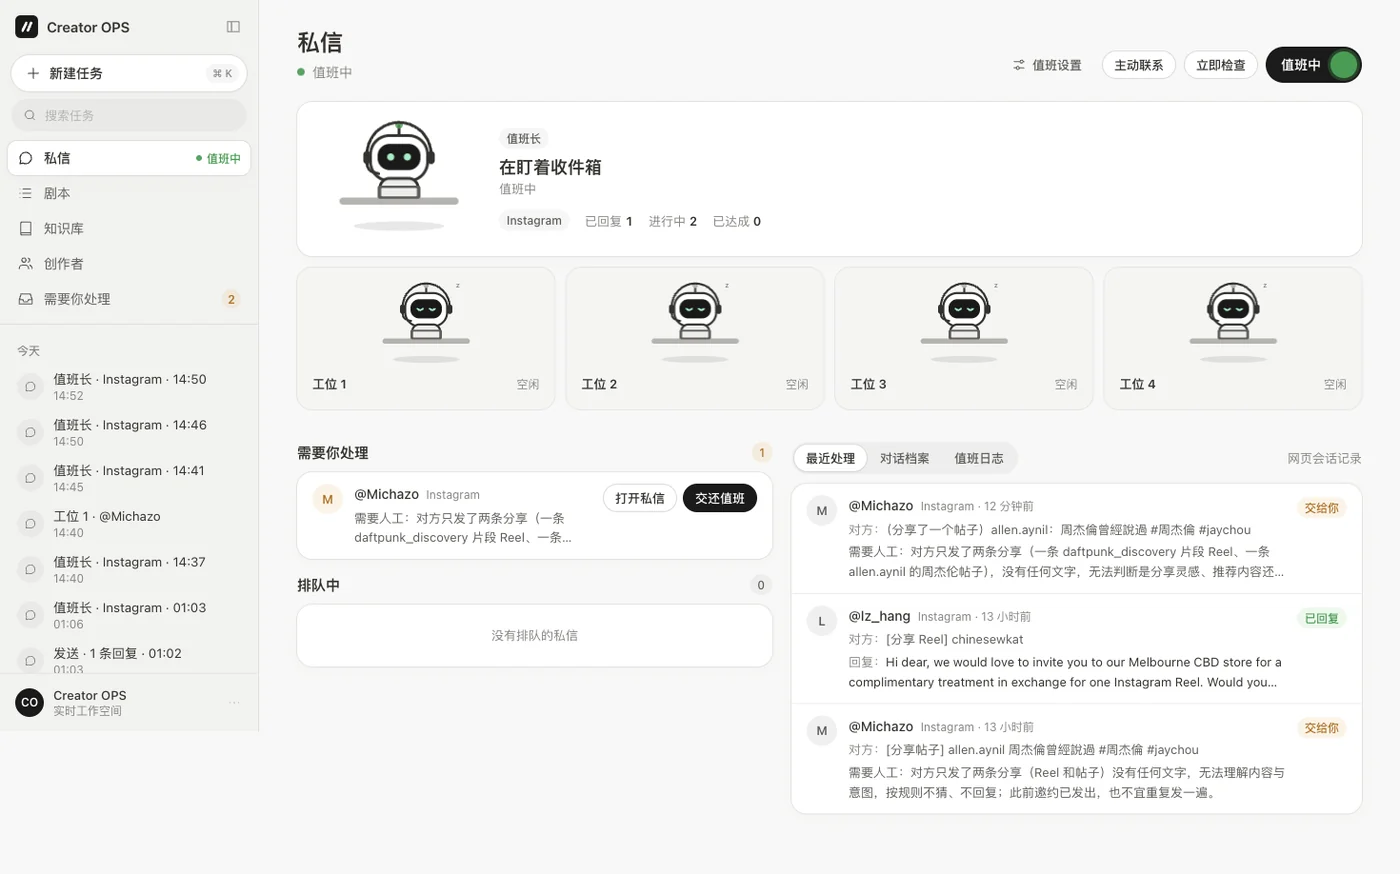 Creator OPS
新建任务
⌘ K
搜索任务
私信
值班中
剧本
知识库
创作者
需要你处理
2
今天
值班长 · Instagram · 14:50
14:52
值班长 · Instagram · 14:46
14:50
值班长 · Instagram · 14:41
14:45
工位 1 · @Michazo
14:40
值班长 · Instagram · 14:37
14:40
值班长 · Instagram · 01:03
01:06
发送 · 1 条回复 · 01:02
01:03
CO
Creator OPS
实时工作空间
私信
值班中
值班设置
主动联系
立即检查
值班中
值班长
在盯着收件箱
值班中
Instagram 已回复 1 进行中 2 已达成 0
z
工位 1 空闲
z
工位 2 空闲
z
工位 3 空闲
z
工位 4 空闲
需要你处理
1
M
@Michazo Instagram
打开私信
交还值班
需要人工：对方只发了两条分享（一条
daftpunk_discovery 片段 Reel、一条…
排队中
0
没有排队的私信
最近处理
对话档案
值班日志
网页会话记录
M
@Michazo Instagram · 12 分钟前
交给你
对方：（分享了一个帖子）allen.aynil：周杰倫曾經說過 #周杰倫 #jaychou
需要人工：对方只发了两条分享（一条 daftpunk_discovery 片段 Reel、一条
allen.aynil 的周杰伦帖子），没有任何文字，无法判断是分享灵感、推荐内容还…
L
@lz_hang Instagram · 13 小时前
已回复
对方：[分享 Reel] chinesewkat
回复：Hi dear, we would love to invite you to our Melbourne CBD store for a
complimentary treatment in exchange for one Instagram Reel. Would you…
M
@Michazo Instagram · 13 小时前
交给你
对方：[分享帖子] allen.aynil 周杰倫曾經說過 #周杰倫 #jaychou
需要人工：对方只发了两条分享（Reel 和帖子）没有任何文字，无法理解内容与
意图，按规则不猜、不回复；此前邀约已发出，也不宜重复发一遍。